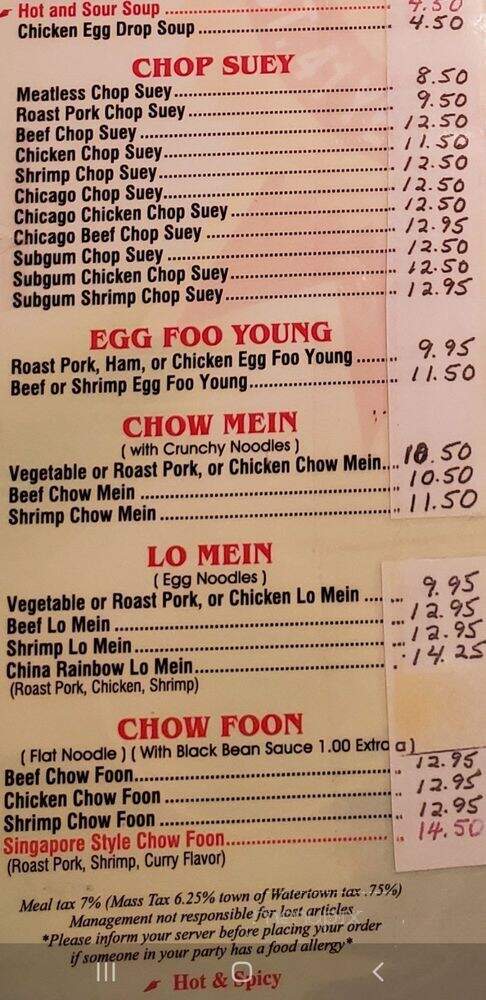 Hot and Sour Soup 4.50
Chicken Egg Drop Soup 4.50
CHOP SUEY
Meatless Chop Suey 8.50
Roast Pork Chop Suey 9.50
Beef Chop Suey 12.50
Chicken Chop Suey 11.50
Shrimp Chop Suey 12.50
Chicago Chop Suey 12.50
Chicago Chicken Chop Suey 12.50
Chicago Beef Chop Suey 12.95
Subgum Chop Suey 12.50
Subgum Chicken Chop Suey 12.50
Subgum Shrimp Chop Suey 12.95
EGG FOO YOUNG
Roast Pork, Ham, or Chicken Egg Foo Young 9.95
Beef or Shrimp Egg Foo Young 11.50
CHOW MEIN
( with Crunchy Noodles )
Vegetable or Roast Pork, or Chicken Chow Mein 10.50
Beef Chow Mein 10.50
Shrimp Chow Mein 11.50
LO MEIN
( Egg Noodles )
Vegetable or Roast Pork, or Chicken Lo Mein 9.95
Beef Lo Mein 12.95
Shrimp Lo Mein 12.95
China Rainbow Lo Mein 14.25
(Roast Pork, Chicken, Shrimp)
CHOW FOON
( Flat Noodle ) ( With Black Bean Sauce 1.00 Extra )
Beef Chow Foon 12.95
Chicken Chow Foon 12.95
Shrimp Chow Foon 12.95
Singapore Style Chow Foon 14.50
(Roast Pork, Shrimp, Curry Flavor)
Meal tax 7% (Mass Tax 6.25% town of Watertown tax .75%)
Management not responsible for lost articles
*Please inform your server before placing your order
if someone in your party has a food allergy*
Hot & Spicy